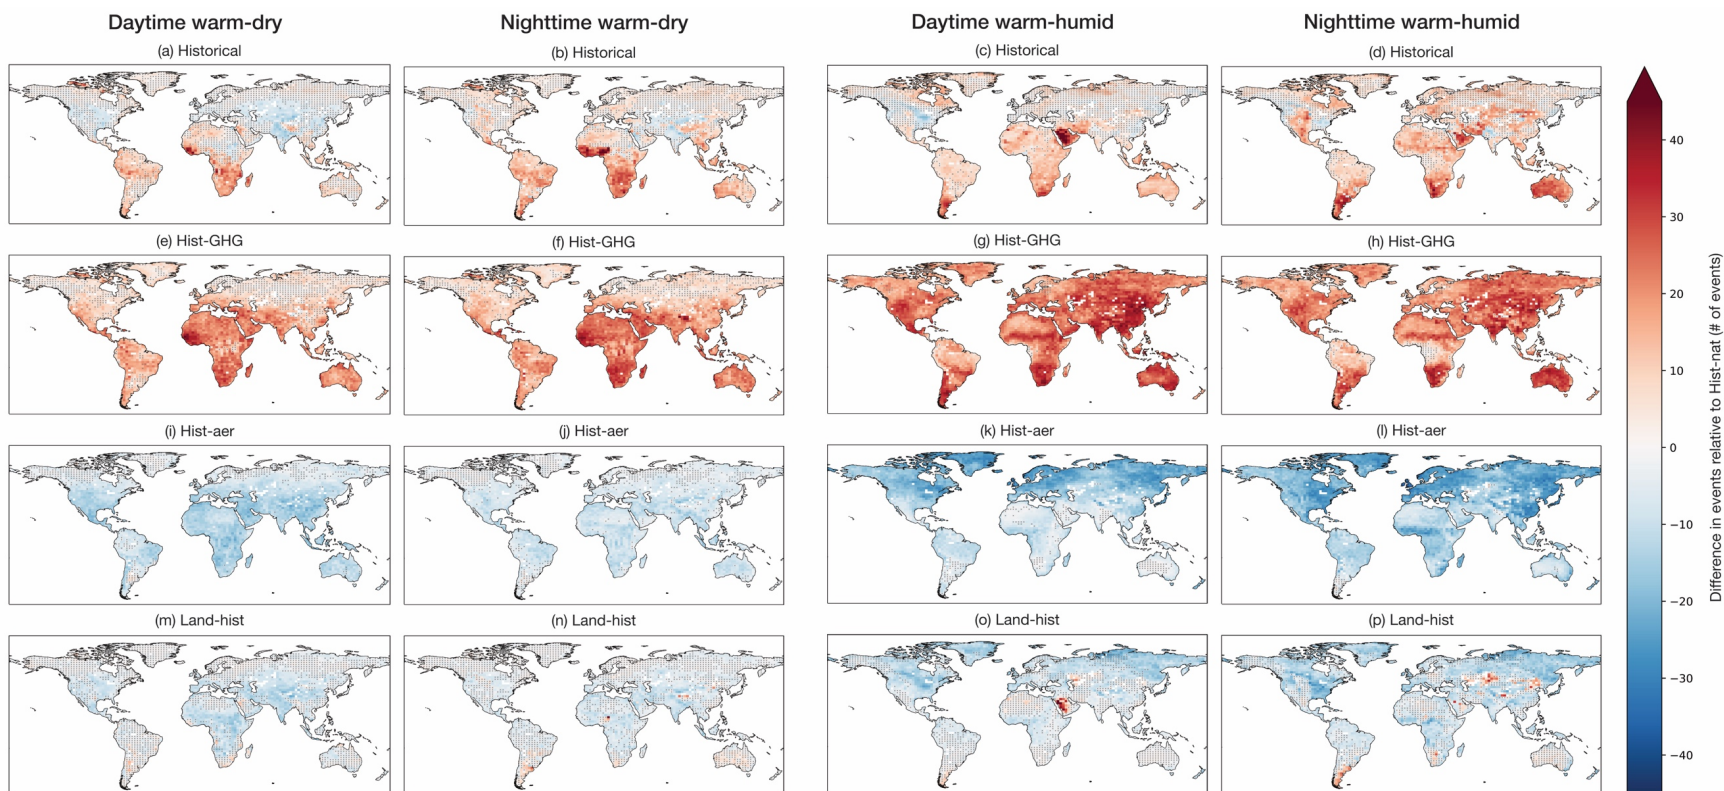 Daytime warm-dry
Nighttime warm-dry
Daytime warm-humid
Nighttime warm-humid
(a) Historical
(b) Historical
(c) Historical
(d) Historical
(e) Hist-GHG
(f) Hist-GHG
(g) Hist-GHG
(h) Hist-GHG
(i) Hist-aer
(j) Hist-aer
(k) Hist-aer
(l) Hist-aer
(m) Land-hist
(n) Land-hist
(o) Land-hist
(p) Land-hist
40
30
20
10
0
−10
−20
−30
−40
Difference in events relative to Hist-nat (# of events)